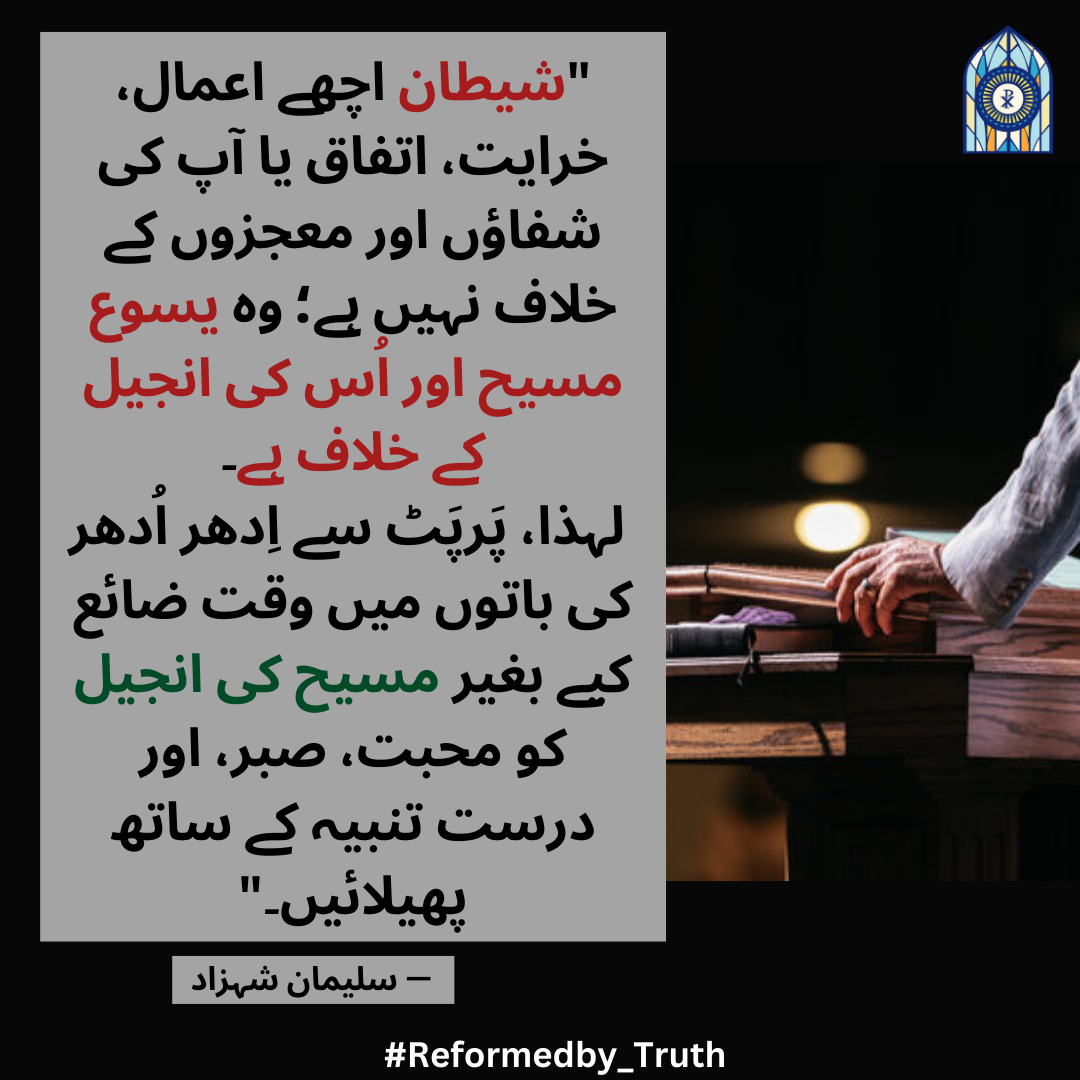 "شیطان اچھے اعمال،
خرایت، اتفاق یا آپ کی
شفاؤں اور معجزوں کے
خلاف نہیں ہے؛ وہ یسوع
مسیح اور اُس کی انجیل
کے خلاف ہے۔
لہذا، پَرپَٹ سے اِدھر اُدھر
کی باتوں میں وقت ضائع
کیے بغیر مسیح کی انجیل
کو محبت، صبر، اور
درست تنبیہ کے ساتھ
پھیلائیں۔"
— سلیمان شہزاد
#Reformedby_Truth